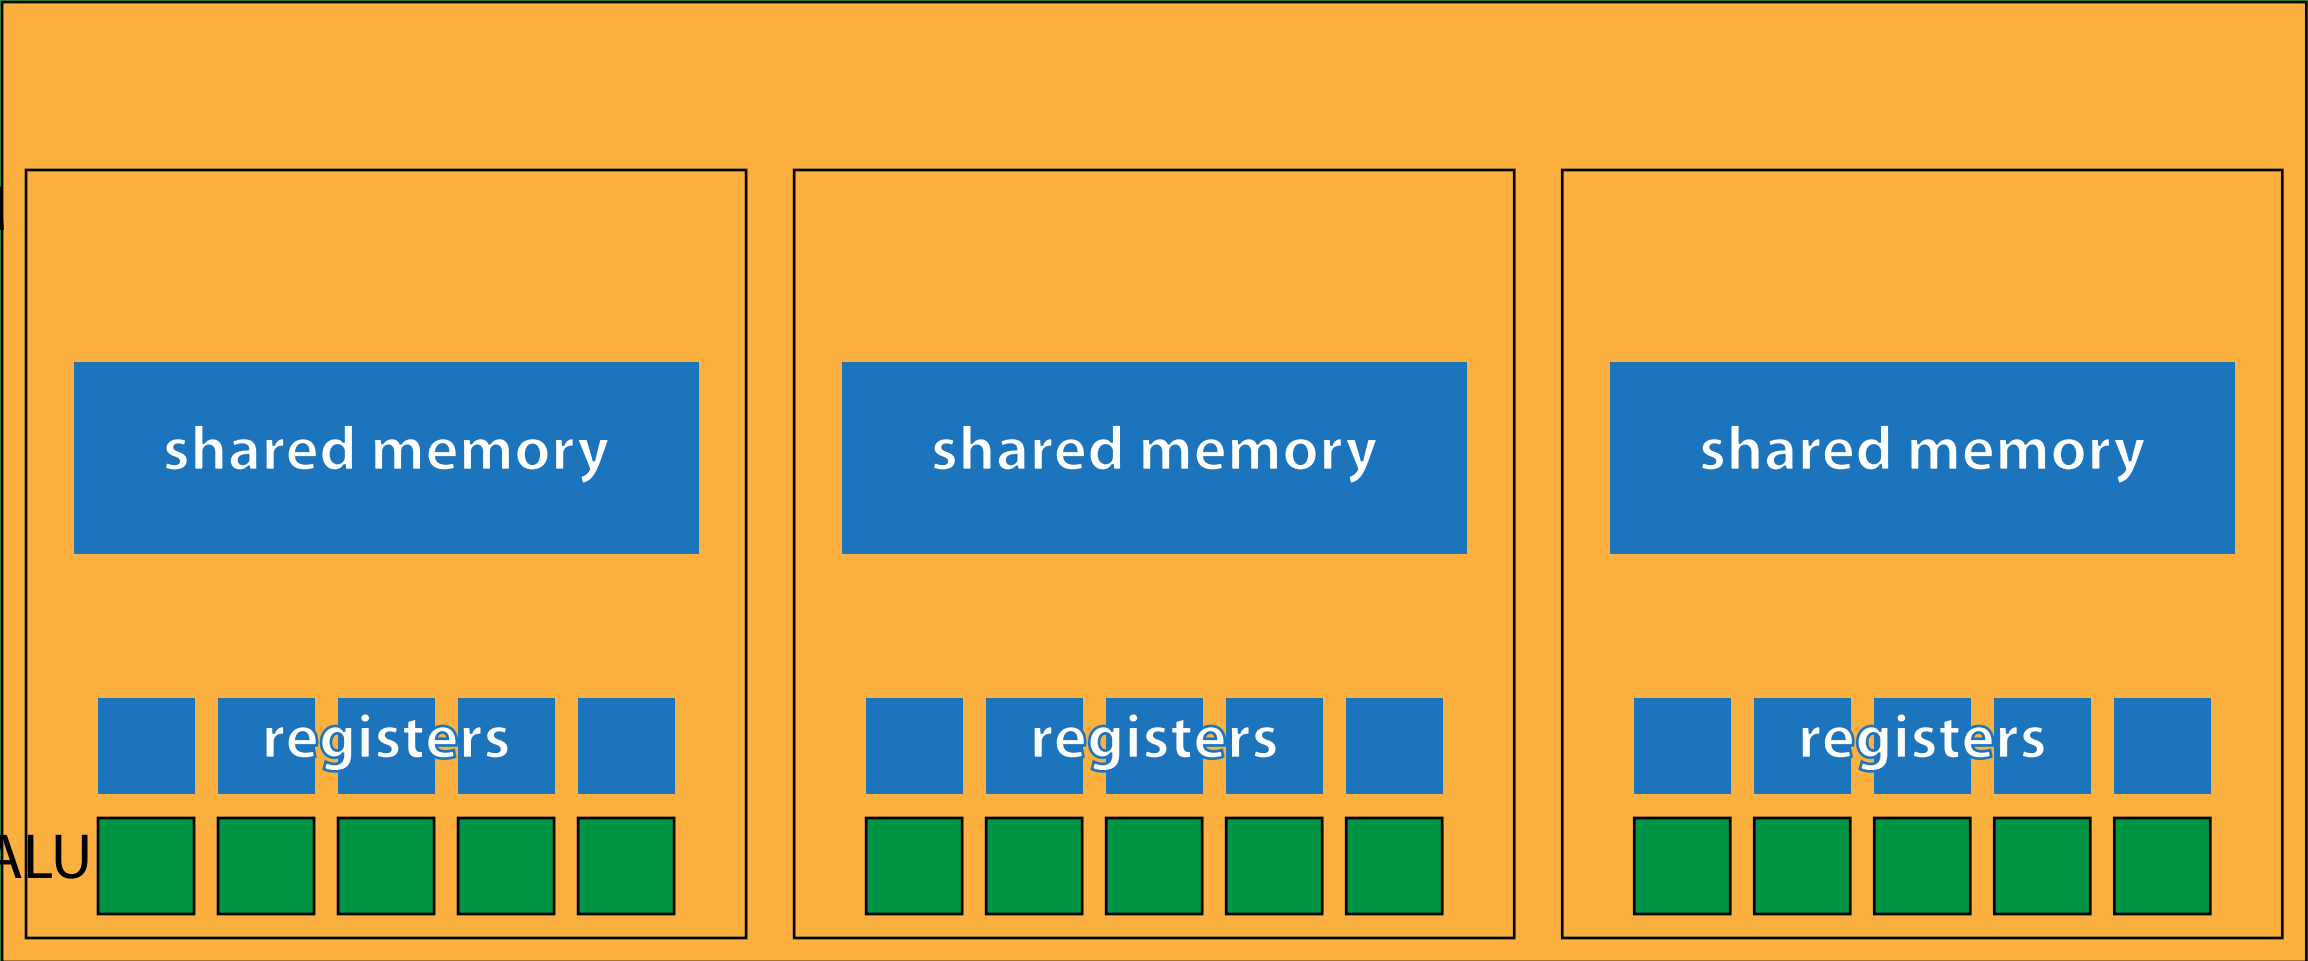 shared memory
shared memory
shared memory
registers
registers
registers
ALU